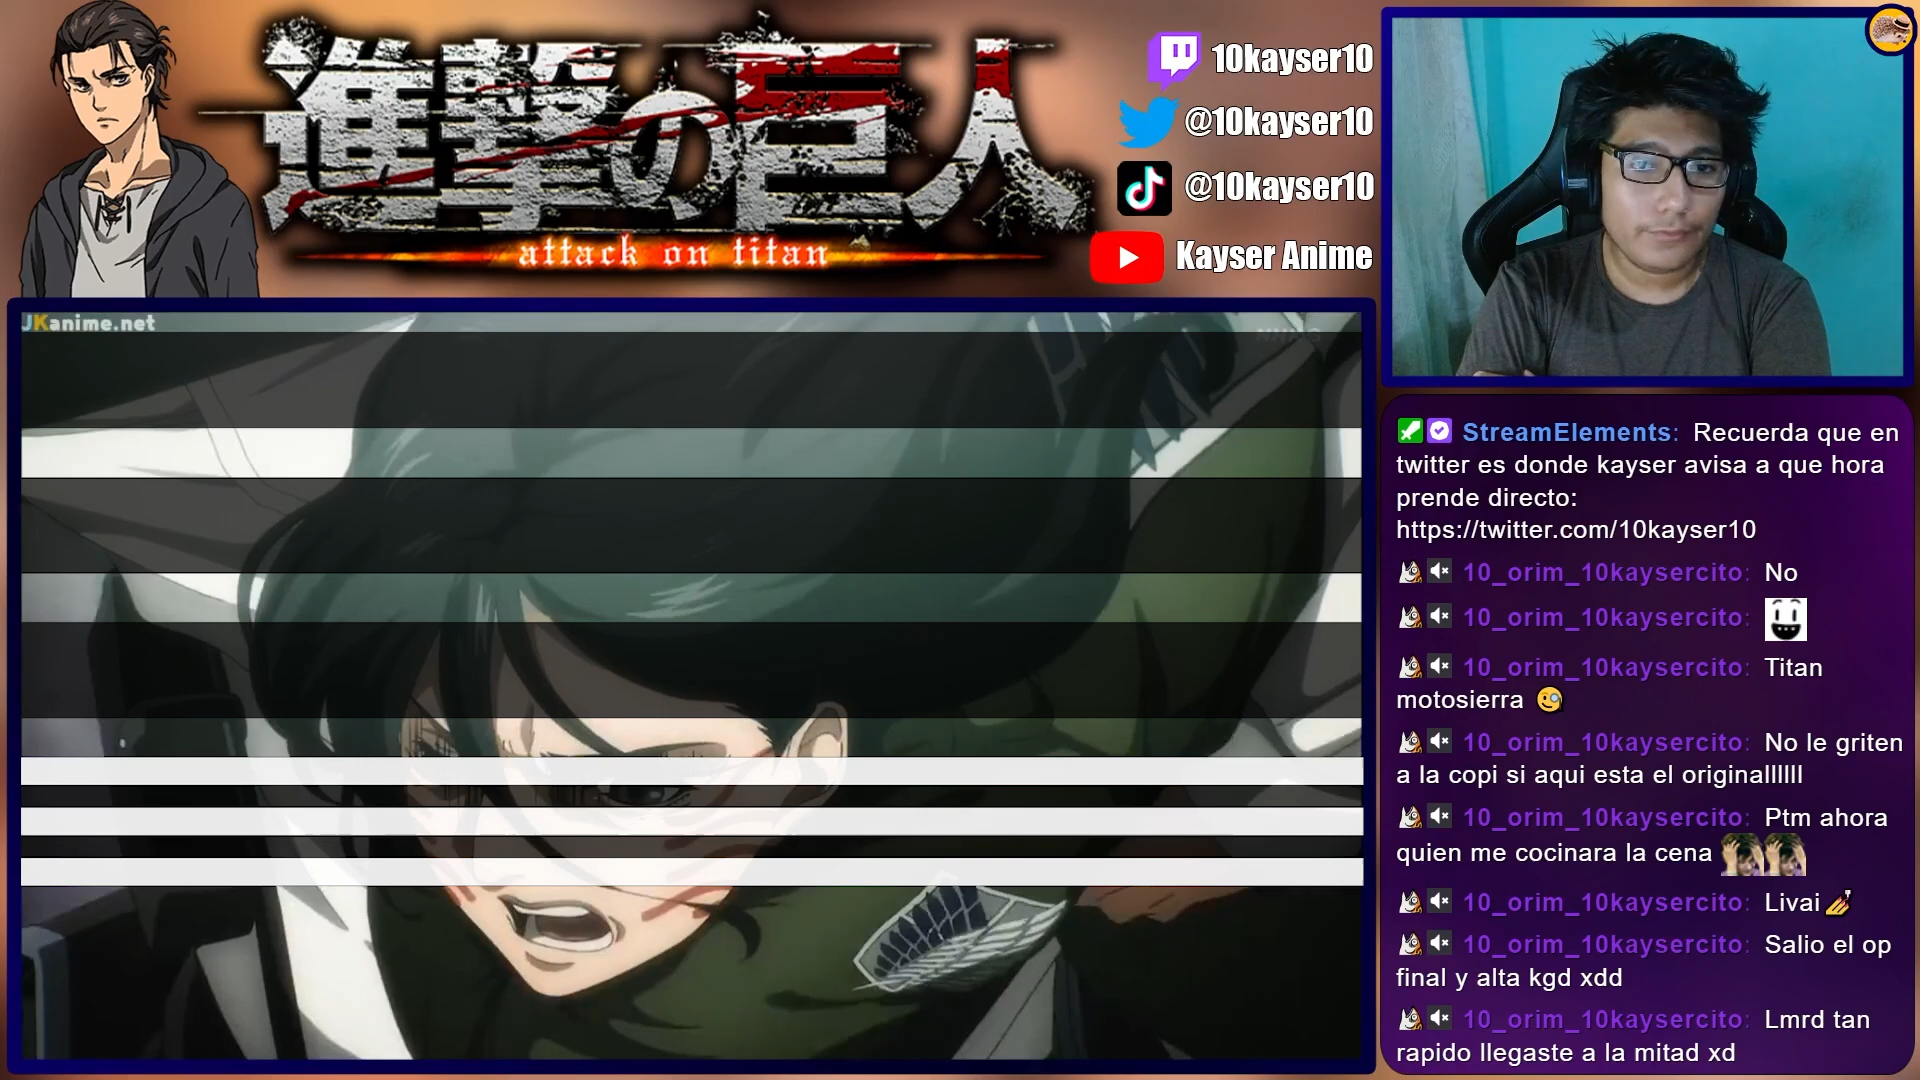 進撃の巨人
attack on titan
10kayser10
@10kayser10
@10kayser10
Kayser Anime
JKanime.net
StreamElements: Recuerda que en
twitter es donde kayser avisa a que hora
prende directo:
https://twitter.com/10kayser10
10_orim_10kaysercito: No
10_orim_10kaysercito:
10_orim_10kaysercito: Titan
motosierra 🧐
10_orim_10kaysercito: No le griten
a la copi si aqui esta el originallllll
10_orim_10kaysercito: Ptm ahora
quien me cocinara la cena
10_orim_10kaysercito: Livai💅
10_orim_10kaysercito: Salio el op
final y alta kgd xdd
10_orim_10kaysercito: Lmrd tan
rapido llegaste a la mitad xd